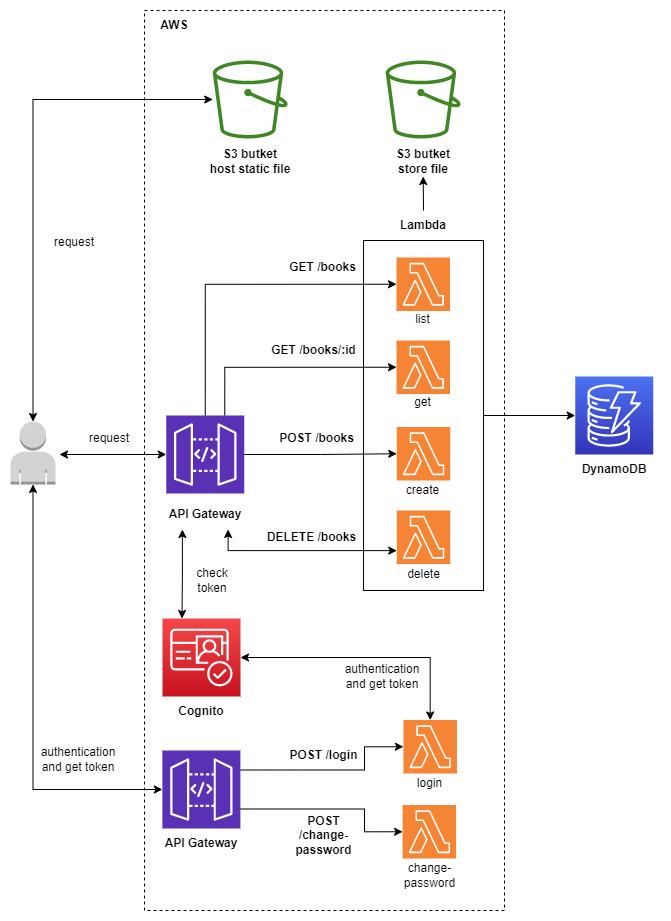 AWS
S3 butket
host static file
S3 butket
store file
request
Lambda
GET /books
list
GET /books/:id
get
request
POST /books
API Gateway
create
DynamoDB
DELETE /books
delete
check
token
Cognito
authentication
and get token
authentication
and get token
POST /login
login
API Gateway
POST
/change-
password
change-
password